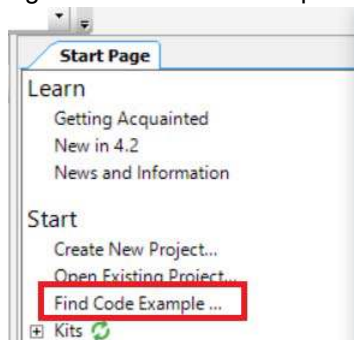 Start Page
Learn
Getting Acquainted
New in 4.2
News and Information
Start
Create New Project...
Open Existing Project...
Find Code Example ...
Kits